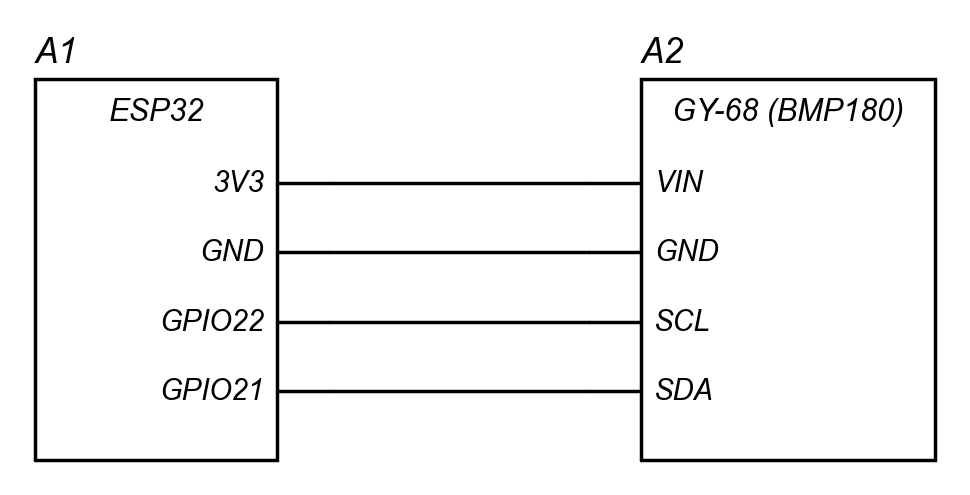 A1
ESP32
3V3
GND
GPIO22
GPIO21
A2
GY-68 (BMP180)
VIN
GND
SCL
SDA